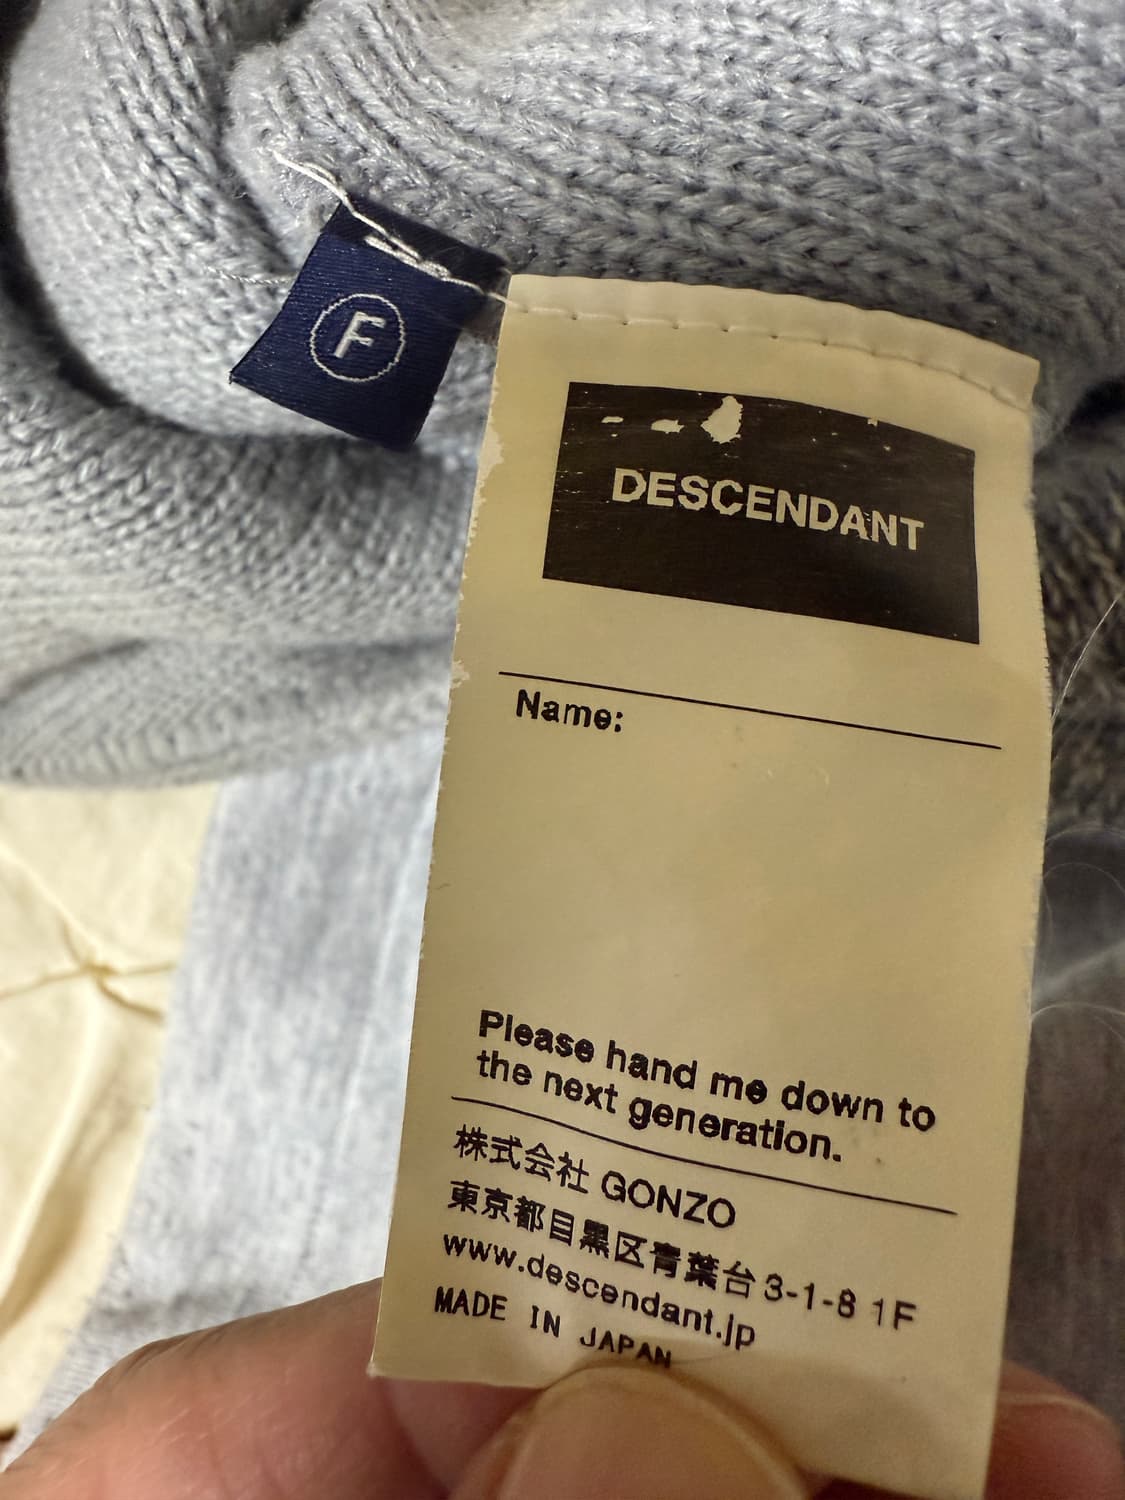 F
DESCENDANT
Name:
Please hand me down to
the next generation.
株式会社 GONZO
東京都目黒区青葉台 3-1-8 1F
www.descendant.jp
MADE IN JAPAN